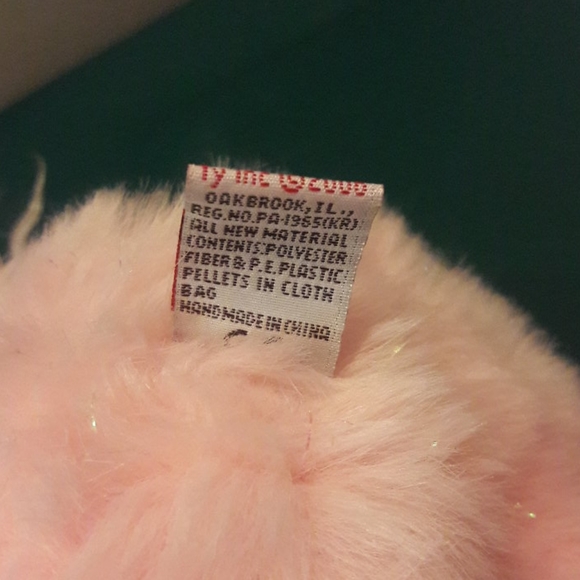 Ty Inc ©2000
OAKBROOK, IL.,
REG.NO.PA-1965(KR)
ALL NEW MATERIAL
CONTENTS:POLYESTER
FIBER & P.E.PLASTIC
PELLETS IN CLOTH
BAG
HANDMADE IN CHINA